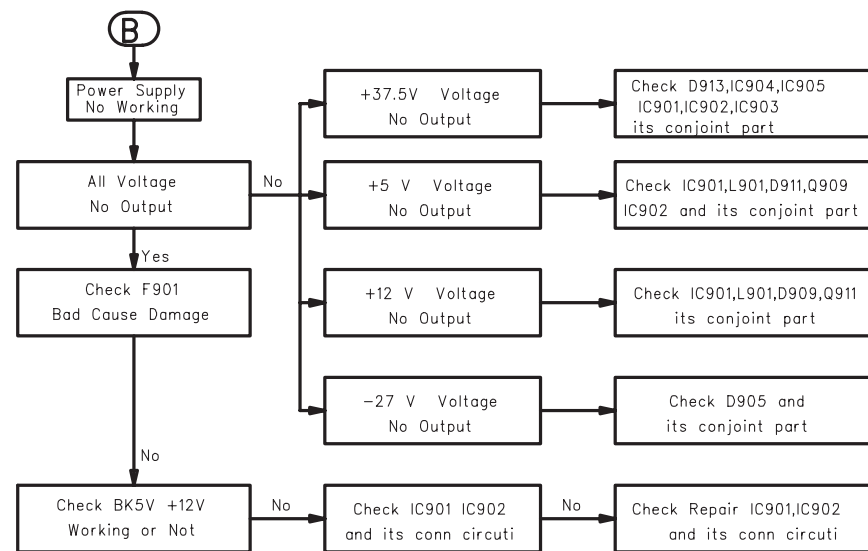 B
Power Supply
No Working
All Voltage
No Output
No
Yes
Check F901
Bad Cause Damage
No
Check BK5V +12V
Working or Not
No
+37.5V Voltage
No Output
Check D913,IC904,IC905
IC901,IC902,IC903
its conjoint part
+5 V Voltage
No Output
Check IC901,L901,D911,Q909
IC902 and its conjoint part
+12 V Voltage
No Output
Check IC901,L901,D909,Q911
its conjoint part
-27 V Voltage
No Output
Check D905 and
its conjoint part
Check IC901 IC902
and its conn circuti
No
Check Repair IC901,IC902
and its conn circuti